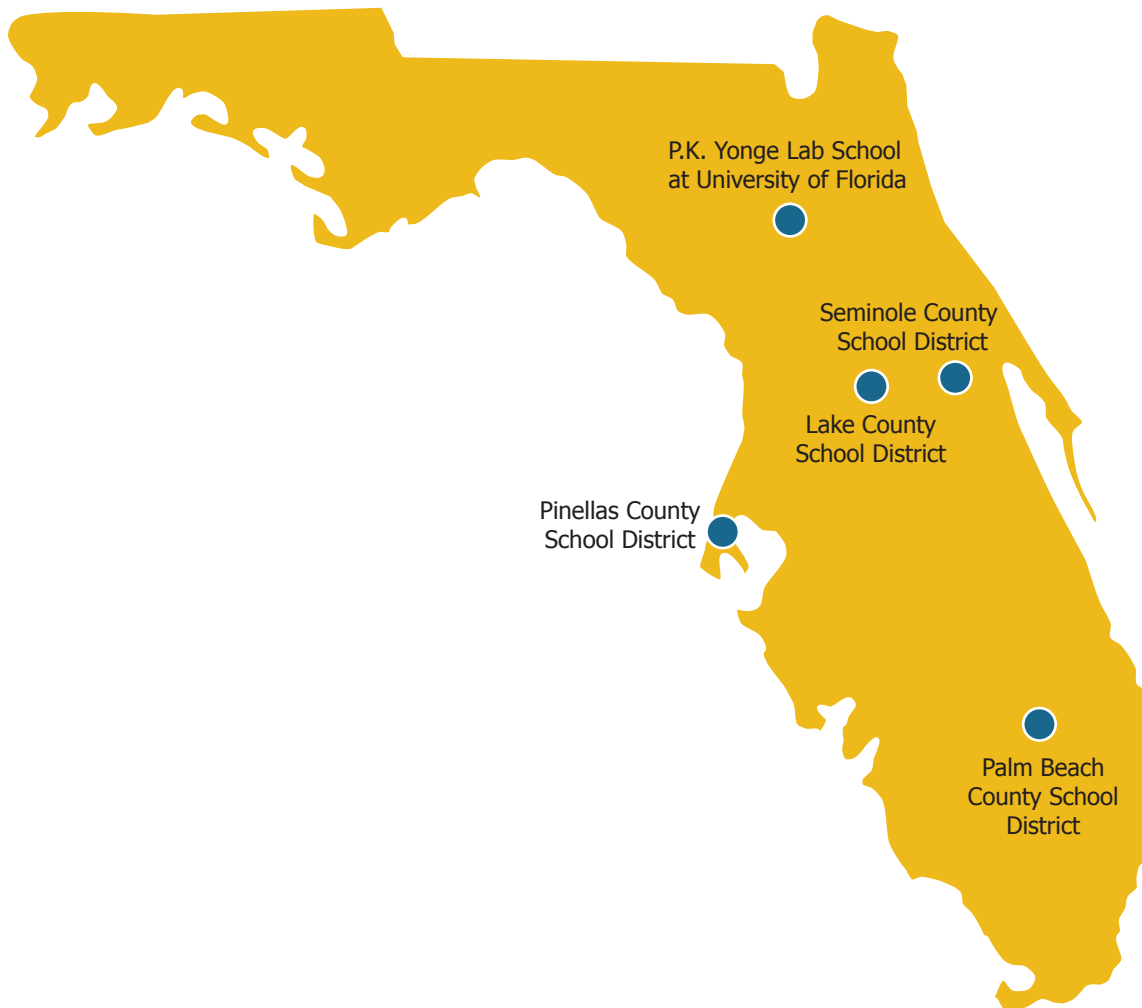 P.K. Yonge Lab School
at University of Florida
Seminole County
School District
Lake County
School District
Pinellas County
School District
Palm Beach
County School
District